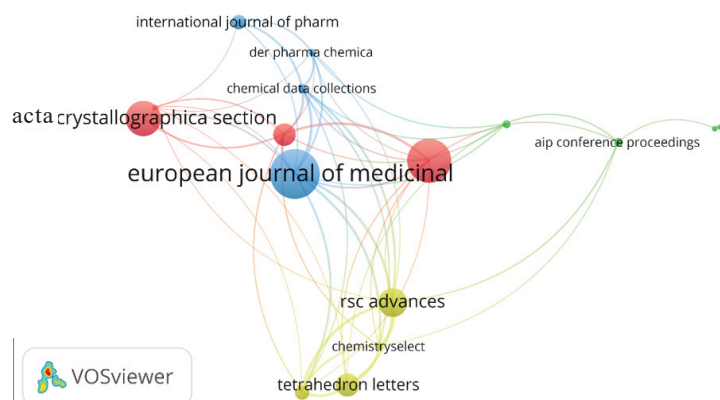 international journal of pharm
der pharma chemica
chemical data collections
acta crystallographica section
aip conference proceedings
european journal of medicinal
rsc advances
chemistryselect
VOSviewer
tetrahedron letters